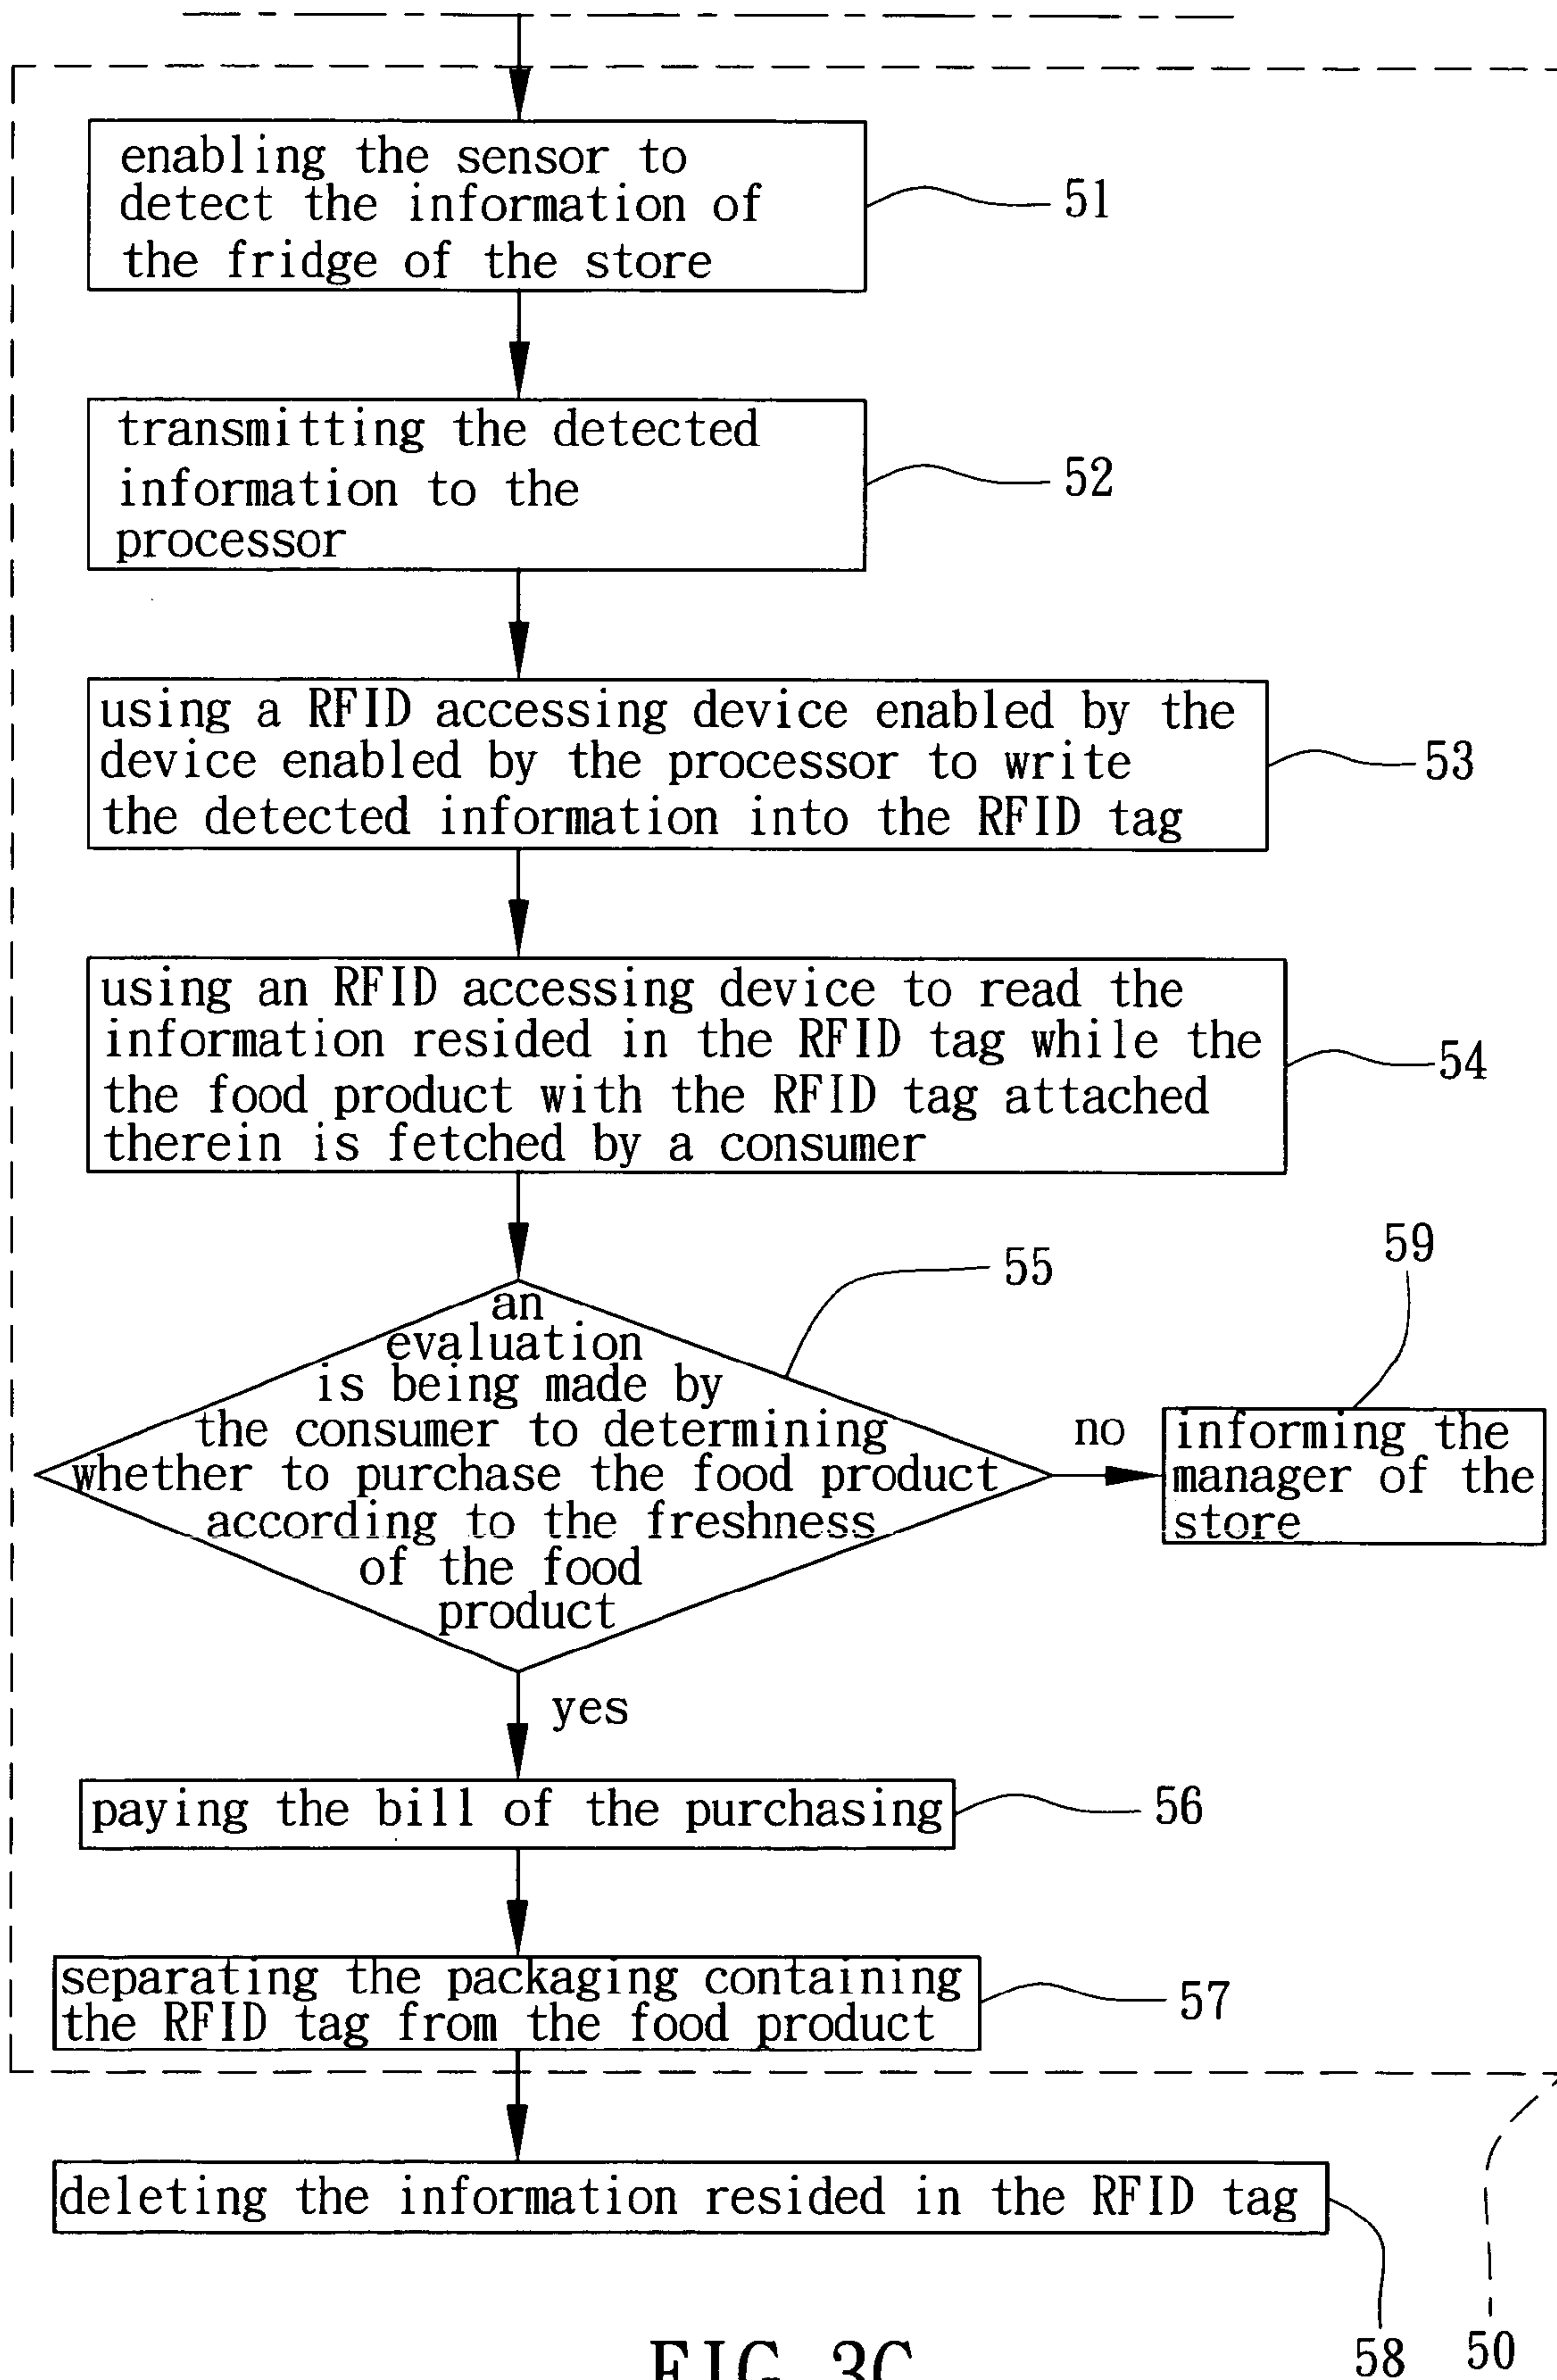 enabling the sensor to
detect the information of
the fridge of the store
51
transmitting the detected
information to the
processor
52
using a RFID accessing device enabled by the
device enabled by the processor to write
the detected information into the RFID tag
53
using an RFID accessing device to read the
information resided in the RFID tag while the
the food product with the RFID tag attached
therein is fetched by a consumer
54
an
evaluation
is being made by
the consumer to determining
whether to purchase the food product
according to the freshness
of the food
product
55
no
59
informing the
manager of the
store
yes
paying the bill of the purchasing
56
separating the packaging containing
the RFID tag from the food product
57
deleting the information resided in the RFID tag
58
50
FIG. 3C